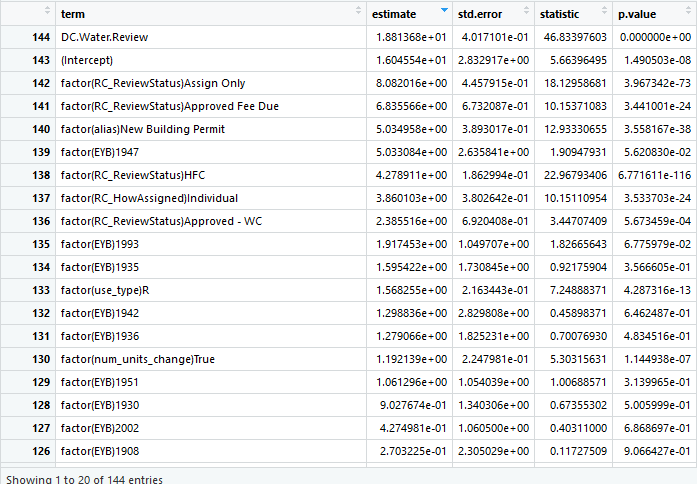 term estimate std.error statistic p.value
144 DC.Water.Review 1.881368e+01 4.017101e-01 46.83397603 0.000000e+00
143 (Intercept) 1.604554e+01 2.832917e+00 5.66396495 1.490503e-08
142 factor(RC_ReviewStatus)Assign Only 8.082016e+00 4.457915e-01 18.12958681 3.967342e-73
141 factor(RC_ReviewStatus)Approved Fee Due 6.835566e+00 6.732087e-01 10.15371083 3.441001e-24
140 factor(alias)New Building Permit 5.034958e+00 3.893017e-01 12.93330655 3.558167e-38
139 factor(EYB)1947 5.033084e+00 2.635841e+00 1.90947931 5.620830e-02
138 factor(RC_ReviewStatus)HFC 4.278911e+00 1.862994e-01 22.96793406 6.771611e-116
137 factor(RC_HowAssigned)Individual 3.860103e+00 3.802642e-01 10.15110954 3.533703e-24
136 factor(RC_ReviewStatus)Approved - WC 2.385516e+00 6.920408e-01 3.44707409 5.673459e-04
135 factor(EYB)1993 1.917453e+00 1.049707e+00 1.82665643 6.775979e-02
134 factor(EYB)1935 1.595422e+00 1.730845e+00 0.92175904 3.566605e-01
133 factor(use_type)R 1.568255e+00 2.163443e-01 7.24888371 4.287316e-13
132 factor(EYB)1942 1.298836e+00 2.829808e+00 0.45898371 6.462487e-01
131 factor(EYB)1936 1.279066e+00 1.825231e+00 0.70076930 4.834516e-01
130 factor(num_units_change)True 1.192139e+00 2.247981e-01 5.30315631 1.144938e-07
129 factor(EYB)1951 1.061296e+00 1.054039e+00 1.00688571 3.139965e-01
128 factor(EYB)1930 9.027674e-01 1.340306e+00 0.67355302 5.005999e-01
127 factor(EYB)2002 4.274981e-01 1.060500e+00 0.40311000 6.868697e-01
126 factor(EYB)1908 2.703225e-01 2.305029e+00 0.11727509 9.066427e-01
Showing 1 to 20 of 144 entries